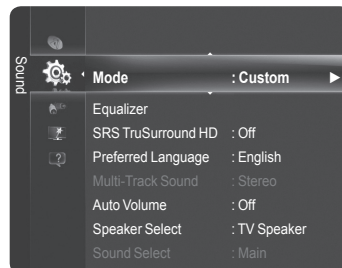 Sound
Mode : Custom
Equalizer
SRS TruSurround HD : Off
Preferred Language : English
Multi-Track Sound : Stereo
Auto Volume : Off
Speaker Select : TV Speaker
Sound Select : Main